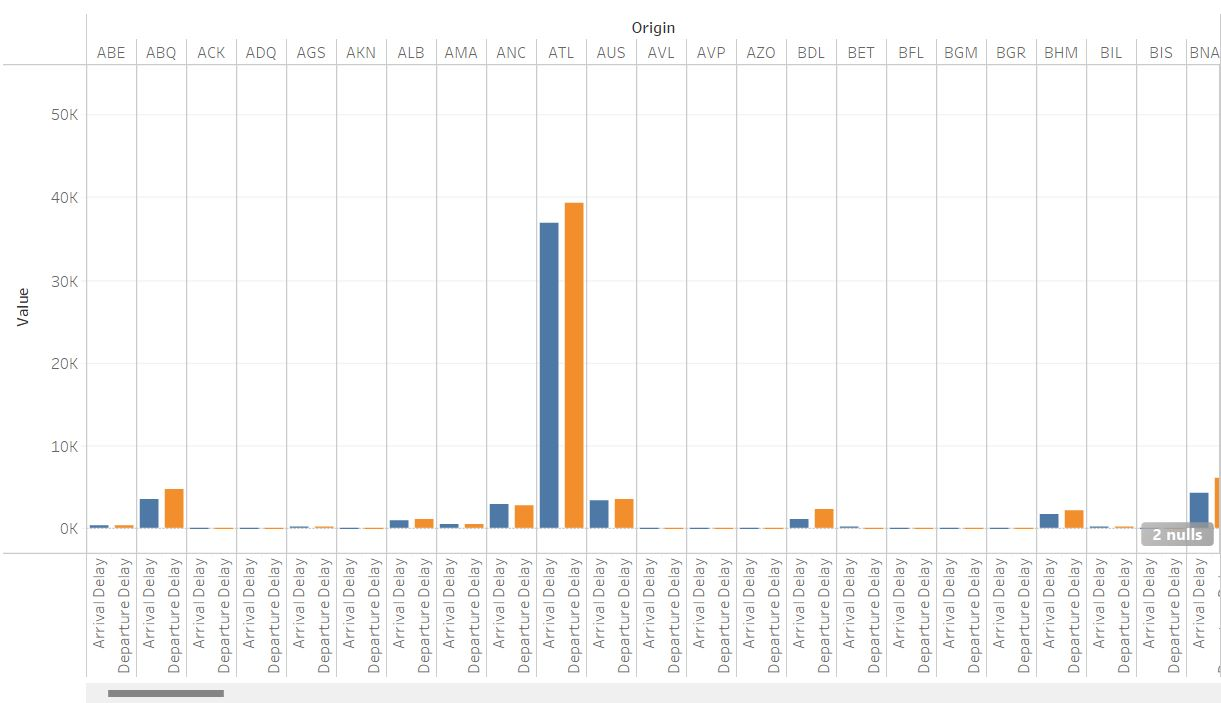 Origin
ABE ABQ ACK ADQ AGS AKN ALB AMA ANC ATL AUS AVL AVP AZO BDL BET BFL BGM BGR BHM BIL BIS BNA
50K
40K
30K
20K
10K
0K
Value
2 nulls
Arrival Delay
Departure Delay
Arrival Delay
Departure Delay
Arrival Delay
Departure Delay
Arrival Delay
Departure Delay
Arrival Delay
Departure Delay
Arrival Delay
Departure Delay
Arrival Delay
Departure Delay
Arrival Delay
Departure Delay
Arrival Delay
Departure Delay
Arrival Delay
Departure Delay
Arrival Delay
Departure Delay
Arrival Delay
Departure Delay
Arrival Delay
Departure Delay
Arrival Delay
Departure Delay
Arrival Delay
Departure Delay
Arrival Delay
Departure Delay
Arrival Delay
Departure Delay
Arrival Delay
Departure Delay
Arrival Delay
Departure Delay
Arrival Delay
Departure Delay
Arrival Delay
Departure Delay
Arrival Delay
Departure Delay
Arrival Delay